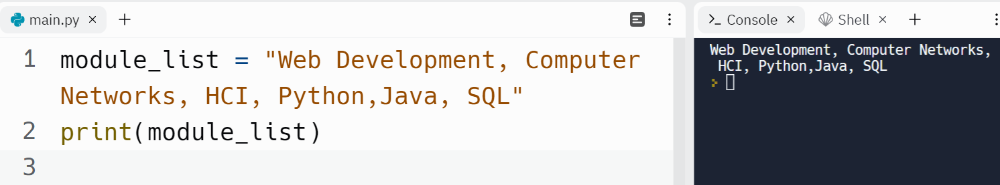 main.py × +
1 module_list = "Web Development, Computer
Networks, HCI, Python,Java, SQL"
2 print(module_list)
3
>_ Console × Shell × +
Web Development, Computer Networks,
HCI, Python,Java, SQL